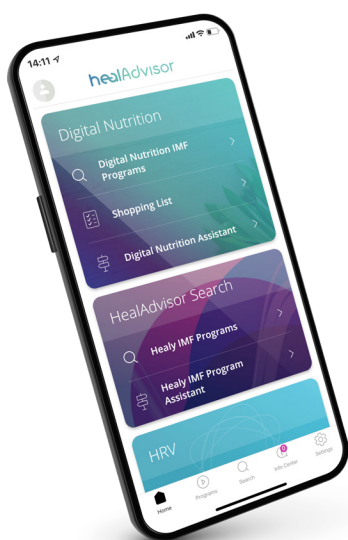 14:11
healAdvisor
Digital Nutrition
Digital Nutrition IMF
Programs
Shopping List
Digital Nutrition Assistant
HealAdvisor Search
Healy IMF Programs
Healy IMF Program
Assistant
HRV
0
Home
Programs
Search
Info Center
Settings